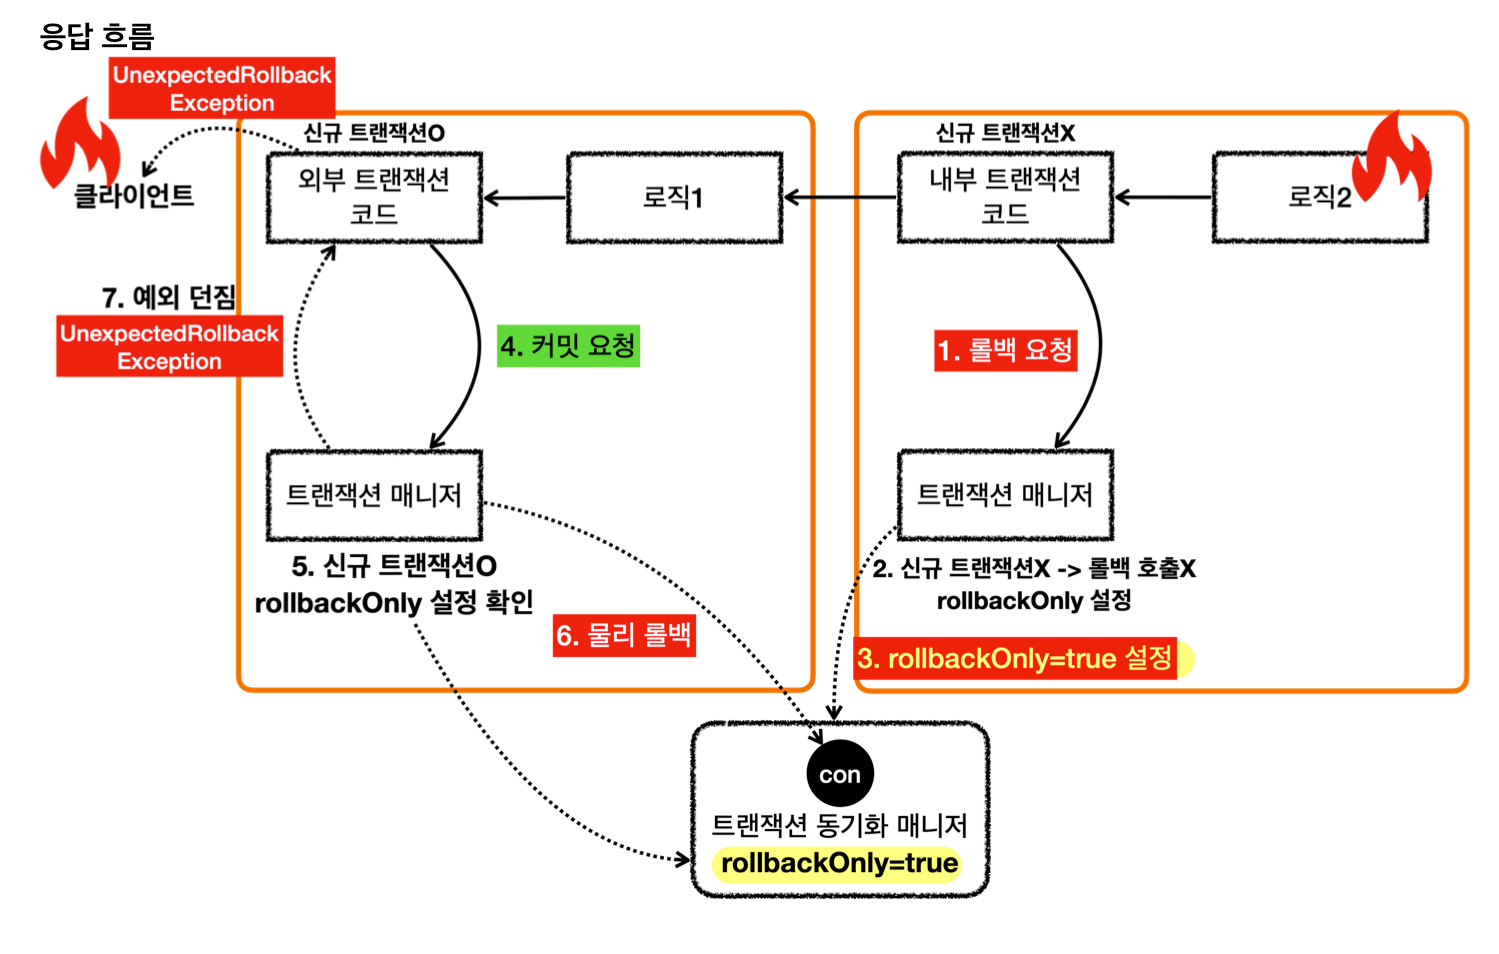 응답 흐름
UnexpectedRollback
Exception
클라이언트
신규 트랜잭션O
외부 트랜잭션
코드
로직1
신규 트랜잭션X
내부 트랜잭션
코드
로직2
7. 예외 던짐
UnexpectedRollback
Exception
4. 커밋 요청
1. 롤백 요청
트랜잭션 매니저
5. 신규 트랜잭션O
rollbackOnly 설정 확인
6. 물리 롤백
트랜잭션 매니저
2. 신규 트랜잭션X -> 롤백 호출X
rollbackOnly 설정
3. rollbackOnly=true 설정
con
트랜잭션 동기화 매니저
rollbackOnly=true